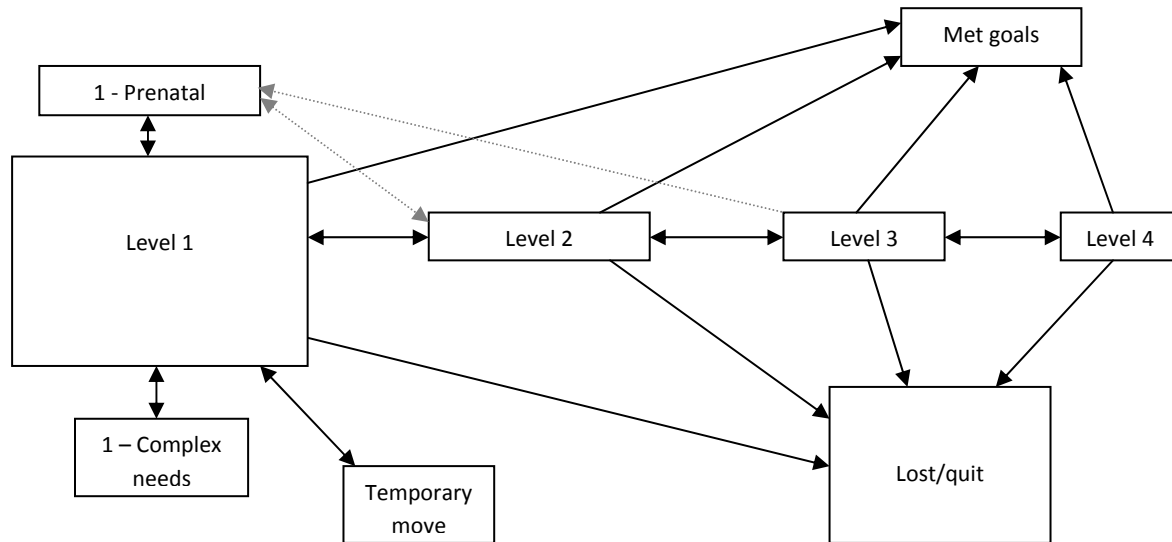 Met goals
1 - Prenatal
Level 1
Level 2
Level 3
Level 4
1 – Complex
needs
Temporary
move
Lost/quit